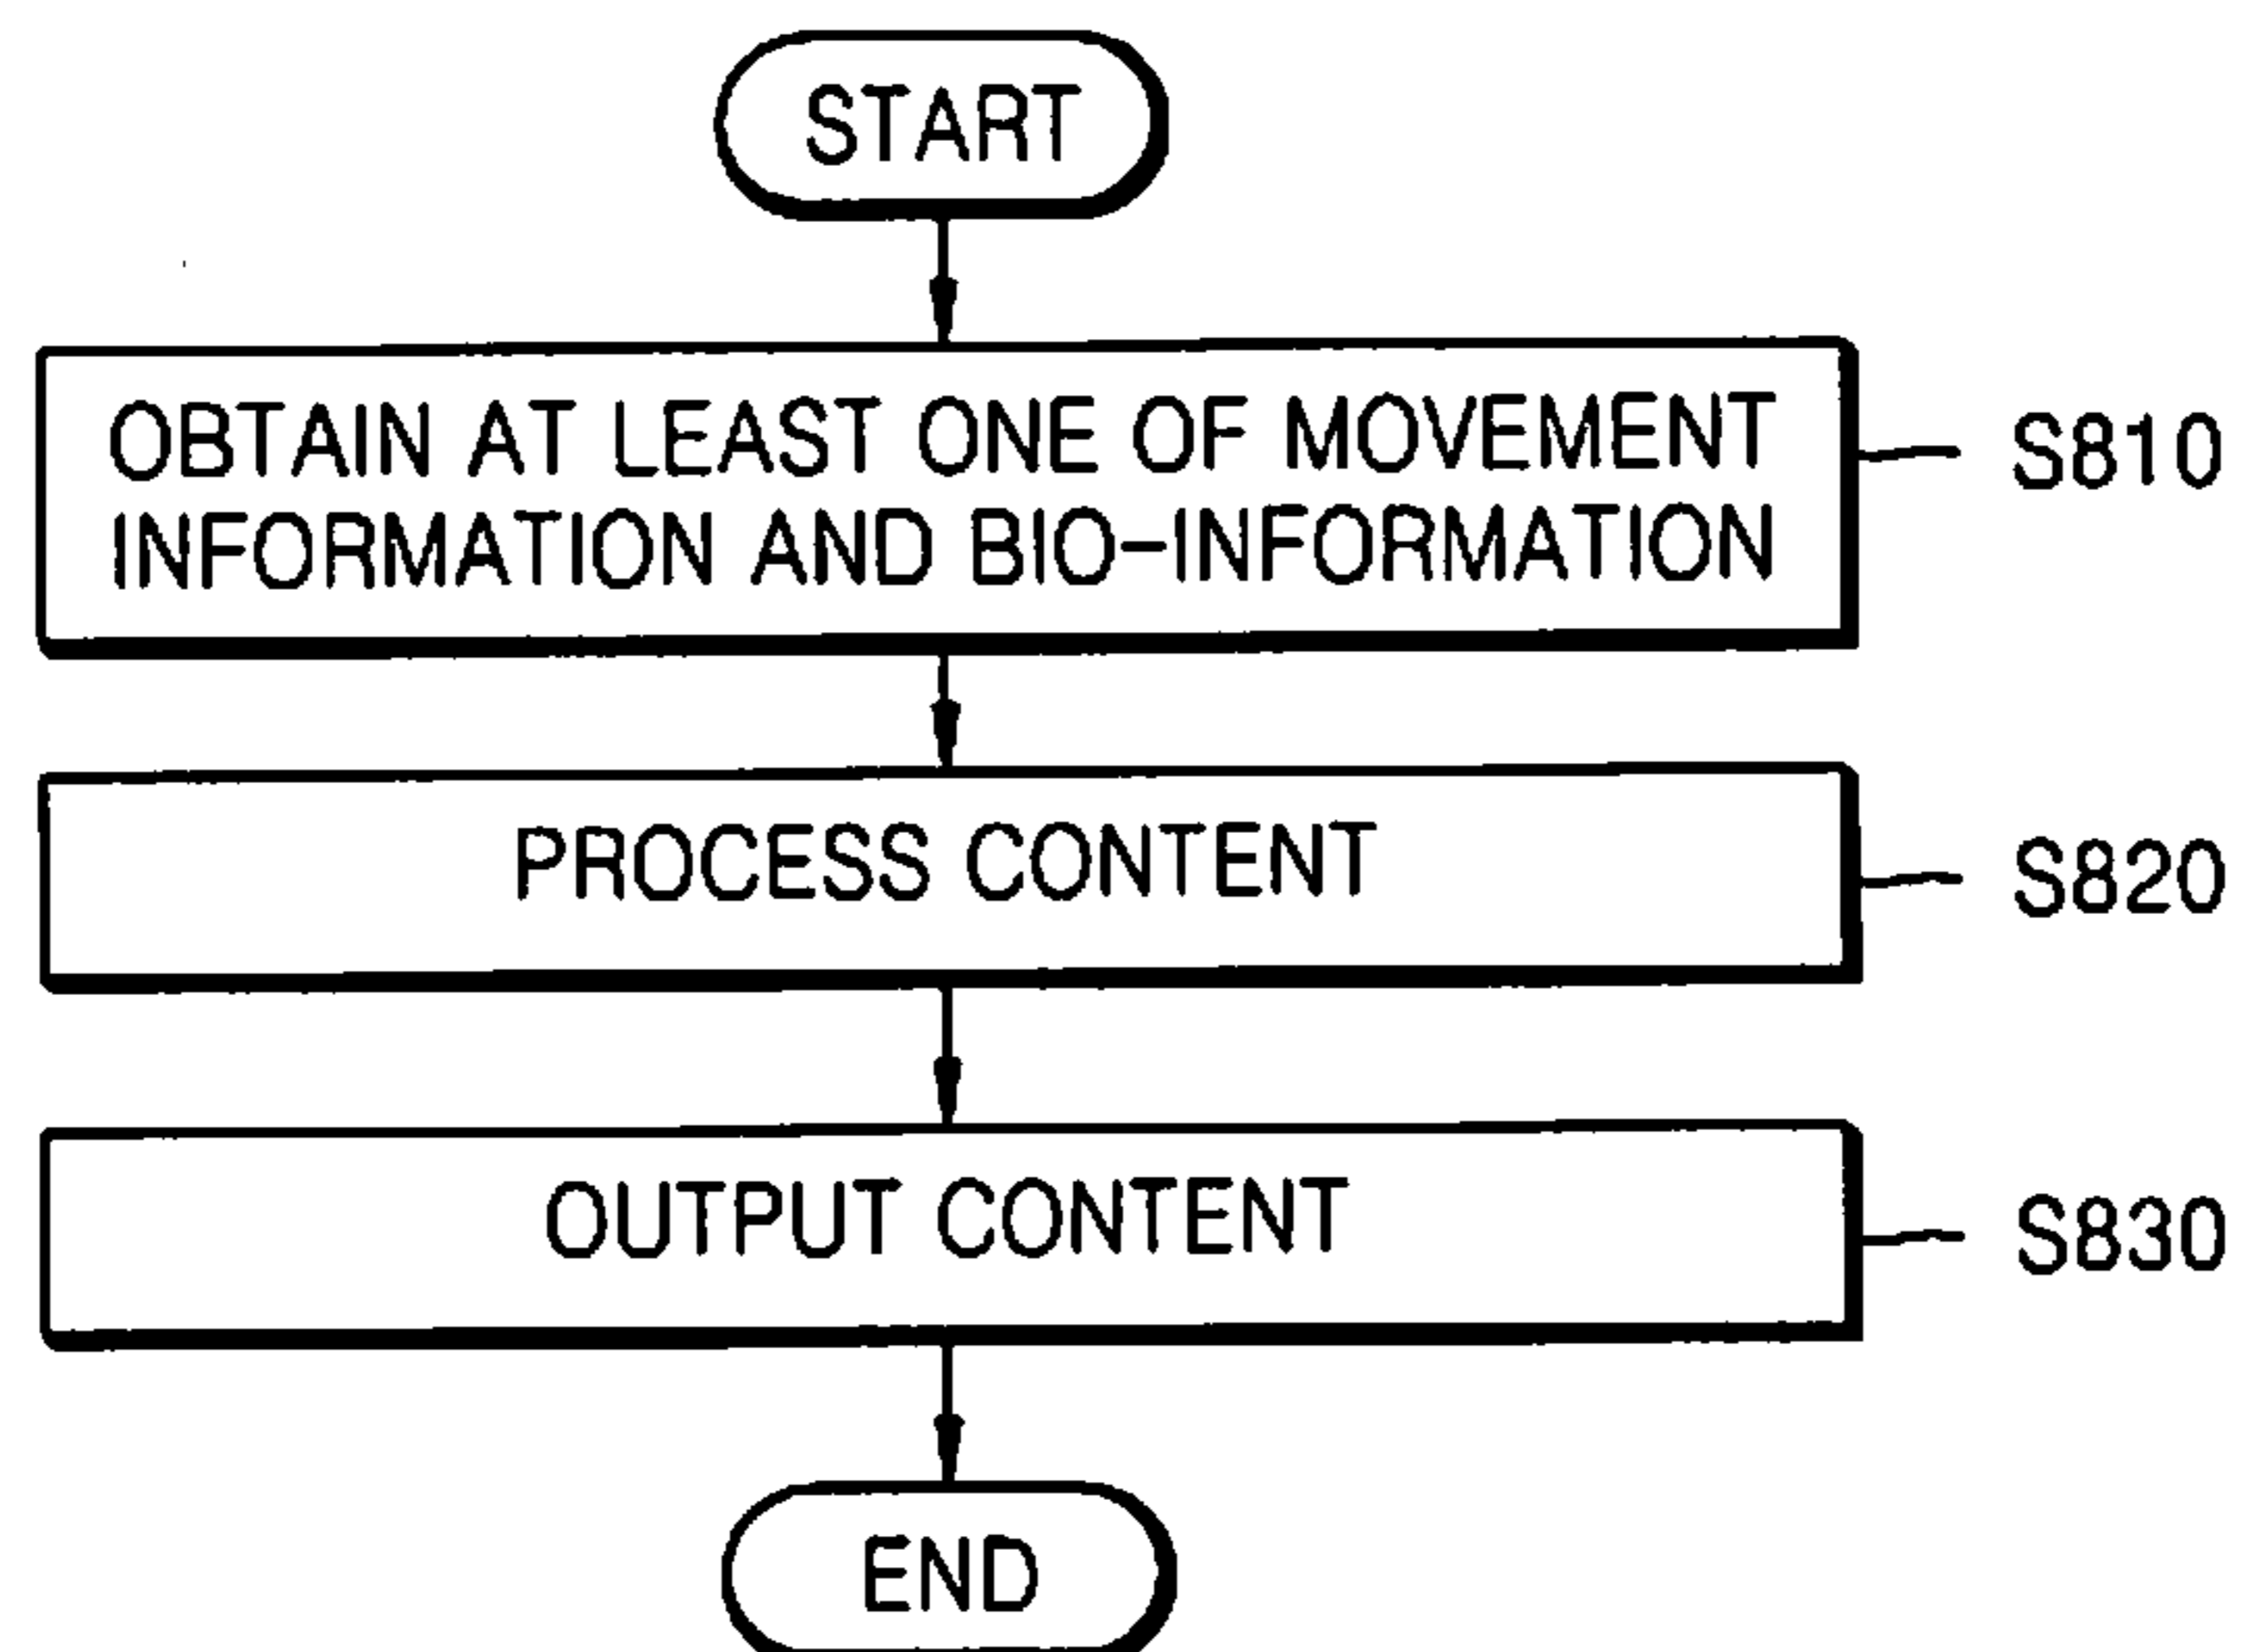 START
OBTAIN AT LEAST ONE OF MOVEMENT
INFORMATION AND BIO-INFORMATION
S810
PROCESS CONTENT
S820
OUTPUT CONTENT
S830
END